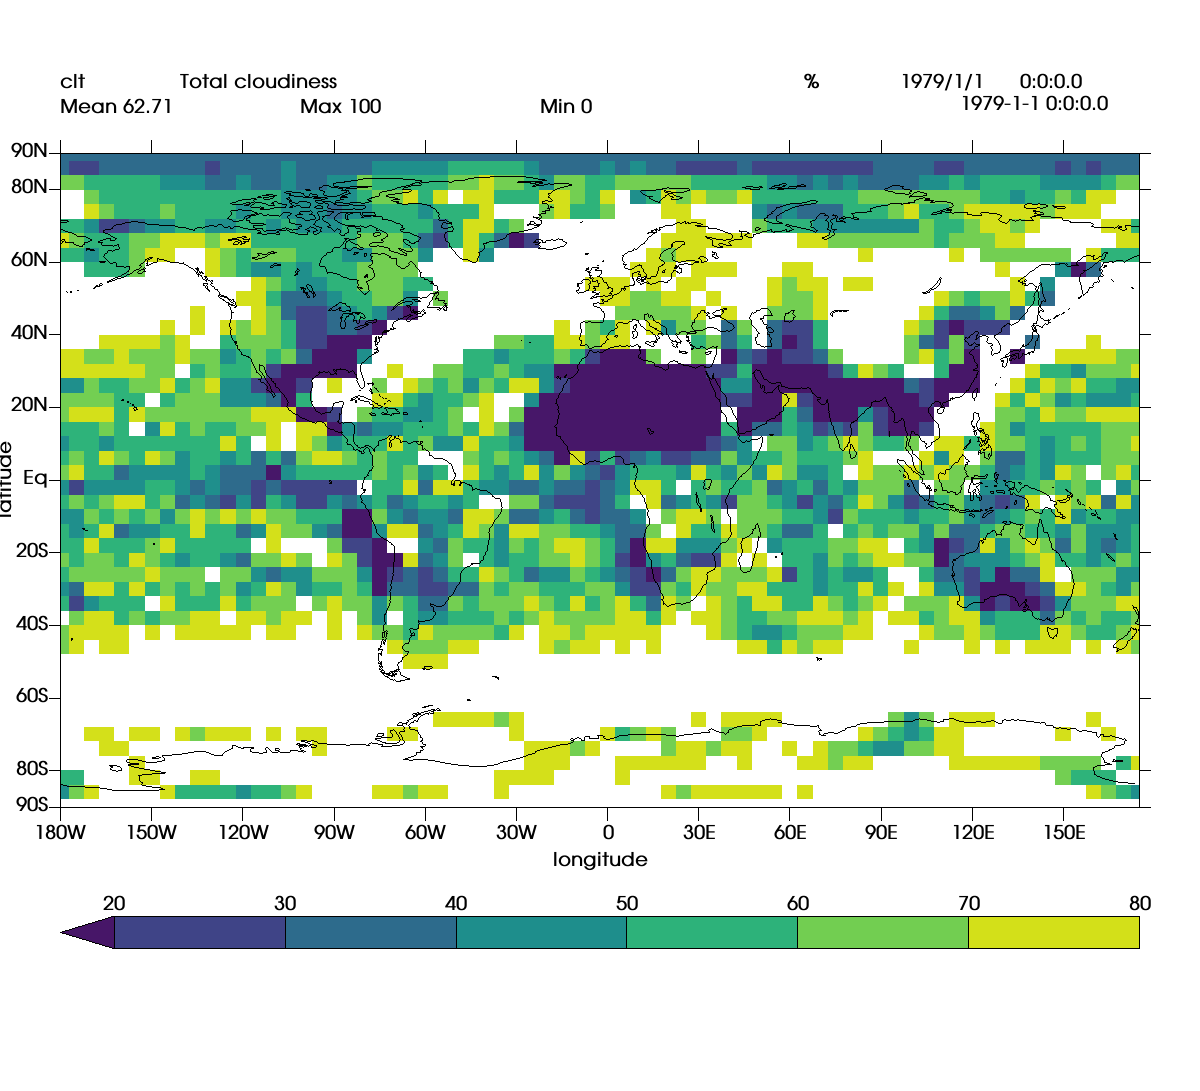 clt Total cloudiness % 1979/1/1 0:0:0.0
Mean 62.71 Max 100 Min 0 1979-1-1 0:0:0.0
90N
80N
60N
40N
20N
Eq
20S
40S
60S
80S
90S
latitude
180W 150W 120W 90W 60W 30W 0 30E 60E 90E 120E 150E
longitude
20 30 40 50 60 70 80